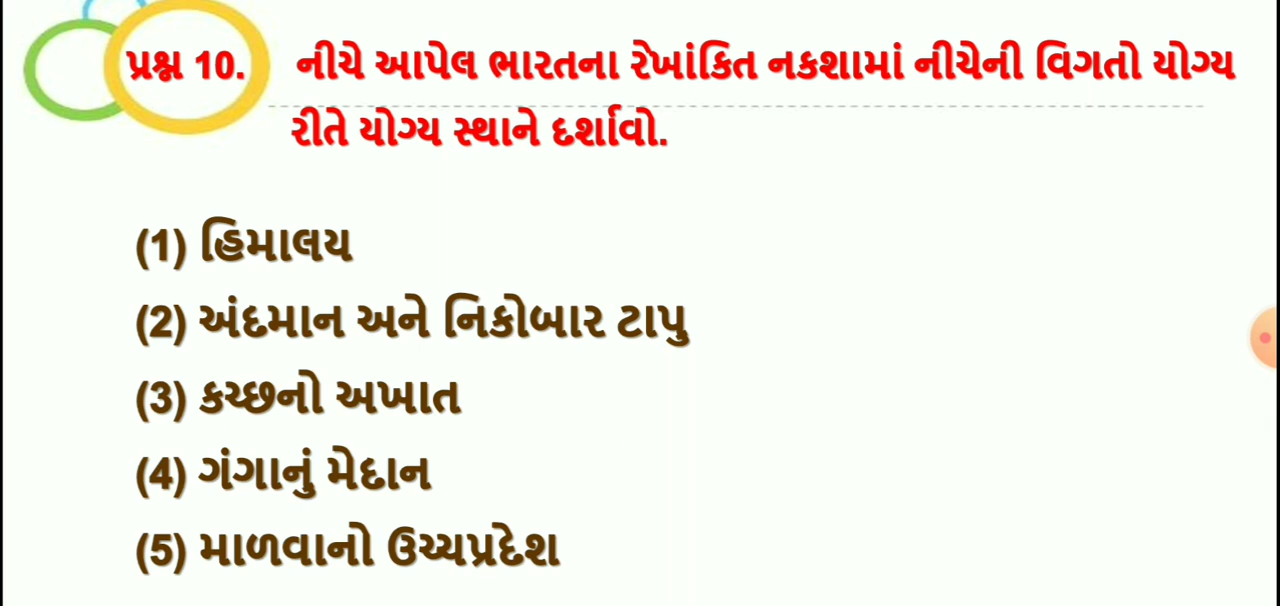 પ્રશ્ન 10. નીચે આપેલ ભારતના રેખાંકિત નકશામાં નીચેની વિગતો યોગ્ય
રીતે યોગ્ય સ્થાને દર્શાવો.
(1) હિમાલય
(2) અંદમાન અને નિકોબાર ટાપુ
(3) કચ્છનો અખાત
(4) ગંગાનું મેદાન
(5) માળવાનો ઉચ્ચપ્રદેશ